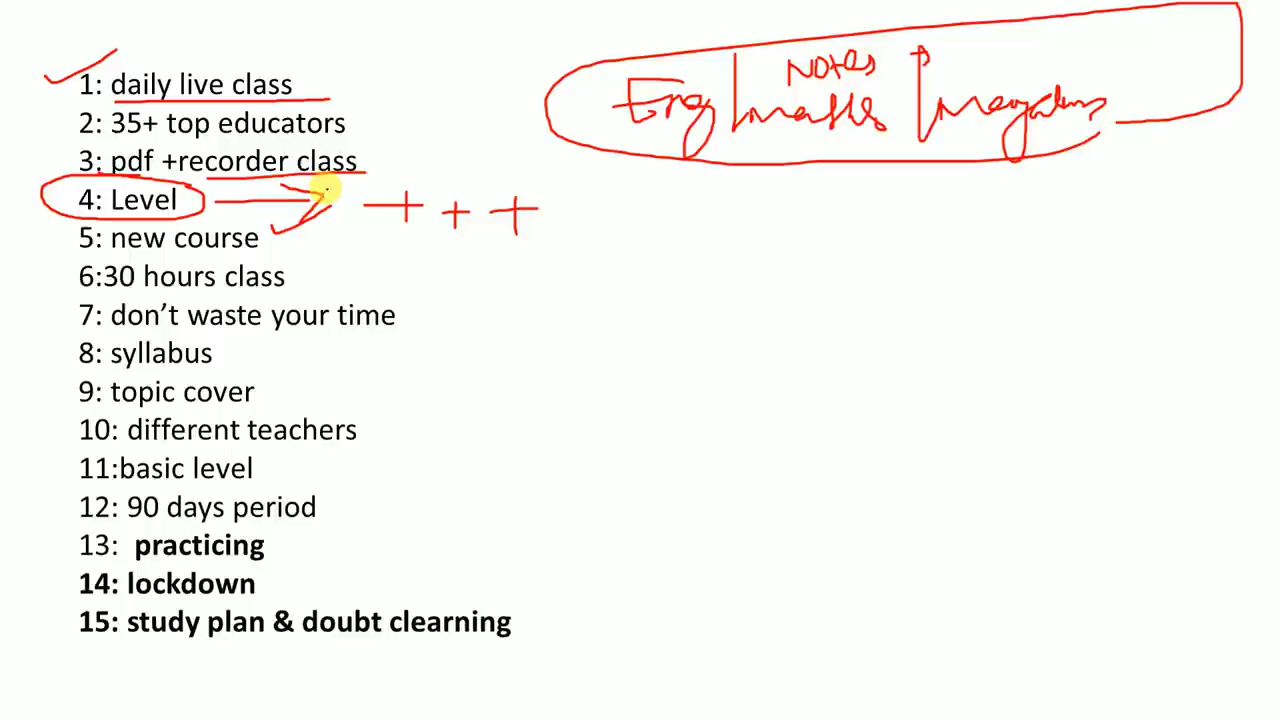 1: daily live class
2: 35+ top educators
3: pdf +recorder class
4: Level
5: new course
6:30 hours class
7: don’t waste your time
8: syllabus
9: topic cover
10: different teachers
11:basic level
12: 90 days period
13: practicing
14: lockdown
15: study plan & doubt clearning
Notes
Eng | maths
+ + +